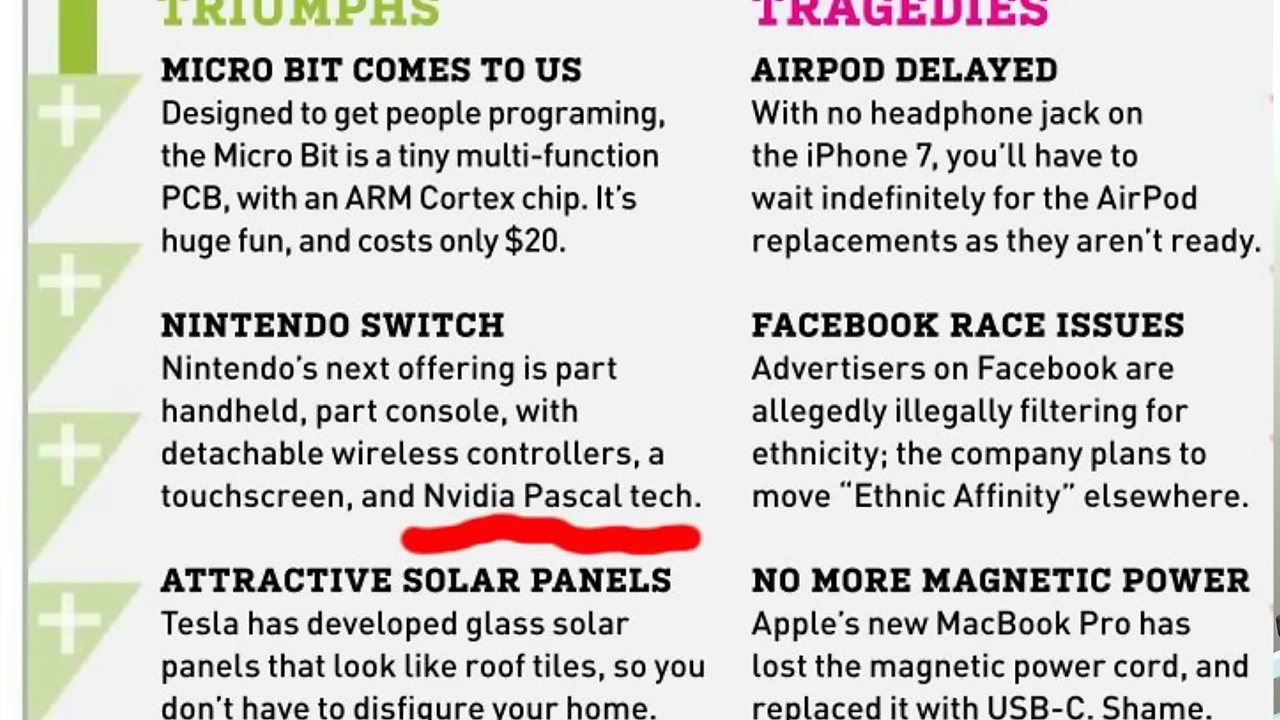 TRIUMPHS
MICRO BIT COMES TO US
Designed to get people programing,
the Micro Bit is a tiny multi-function
PCB, with an ARM Cortex chip. It's
huge fun, and costs only $20.
NINTENDO SWITCH
Nintendo's next offering is part
handheld, part console, with
detachable wireless controllers, a
touchscreen, and Nvidia Pascal tech.
ATTRACTIVE SOLAR PANELS
Tesla has developed glass solar
panels that look like roof tiles, so you
don't have to disfigure your home.
TRAGEDIES
AIRPOD DELAYED
With no headphone jack on
the iPhone 7, you'll have to
wait indefinitely for the AirPod
replacements as they aren't ready.
FACEBOOK RACE ISSUES
Advertisers on Facebook are
allegedly illegally filtering for
ethnicity; the company plans to
move “Ethnic Affinity” elsewhere.
NO MORE MAGNETIC POWER
Apple's new MacBook Pro has
lost the magnetic power cord, and
replaced it with USB-C. Shame.